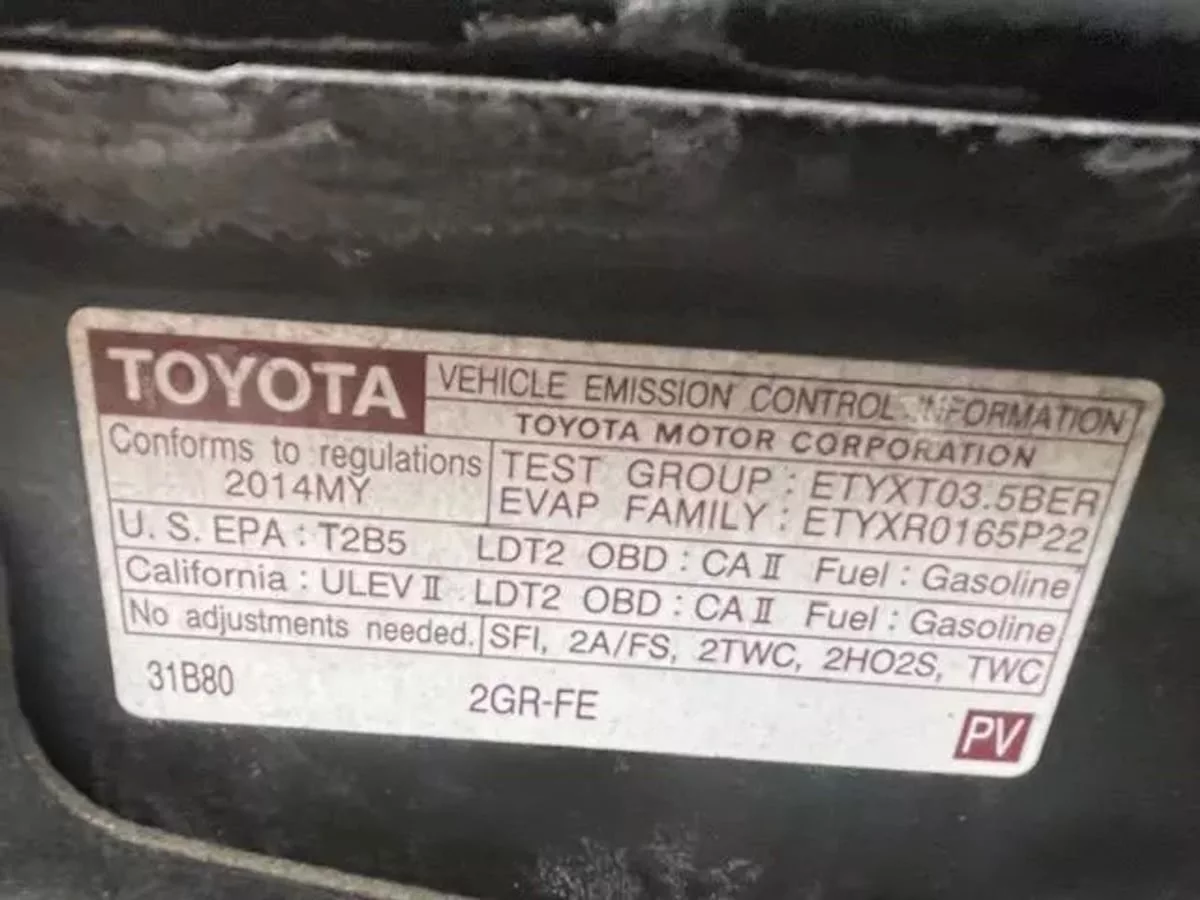 TOYOTA VEHICLE EMISSION CONTROL INFORMATION
TOYOTA MOTOR CORPORATION
Conforms to regulations
2014MY
TEST GROUP : ETYXT03.5BER
EVAP FAMILY : ETYXR0165P22
U. S. EPA : T2B5 LDT2 OBD : CA II Fuel : Gasoline
California : ULEV II LDT2 OBD : CA II Fuel : Gasoline
No adjustments needed. SFI, 2A/FS, 2TWC, 2HO2S, TWC
31B80 2GR-FE PV